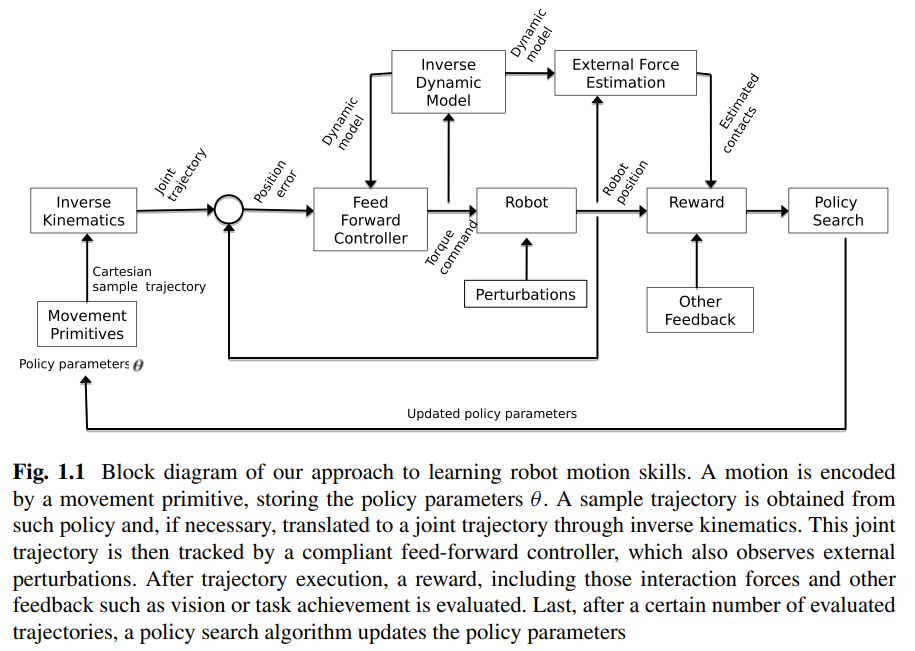 Inverse
Dynamic
Model
Dynamic
model
External Force
Estimation
Dynamic
model
Estimated
contacts
Inverse
Kinematics
Joint
trajectory
Position
error
Feed
Forward
Controller
Torque
command
Robot
Robot
position
Reward
Policy
Search
Cartesian
sample trajectory
Perturbations
Other
Feedback
Movement
Primitives
Policy parameters θ
Updated policy parameters
Fig. 1.1 Block diagram of our approach to learning robot motion skills. A motion is encoded
by a movement primitive, storing the policy parameters θ. A sample trajectory is obtained from
such policy and, if necessary, translated to a joint trajectory through inverse kinematics. This joint
trajectory is then tracked by a compliant feed-forward controller, which also observes external
perturbations. After trajectory execution, a reward, including those interaction forces and other
feedback such as vision or task achievement is evaluated. Last, after a certain number of evaluated
trajectories, a policy search algorithm updates the policy parameters